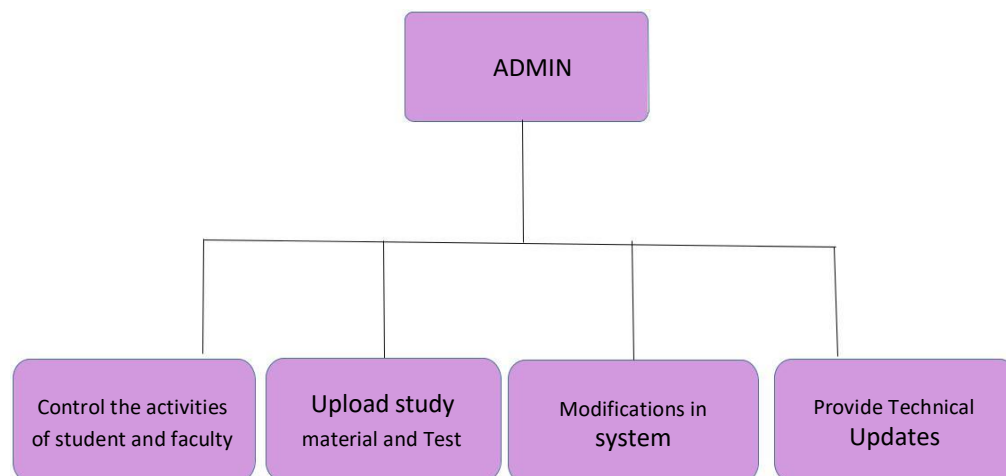 ADMIN
Control the activities
of student and faculty
Upload study
material and Test
Modifications in
system
Provide Technical
Updates